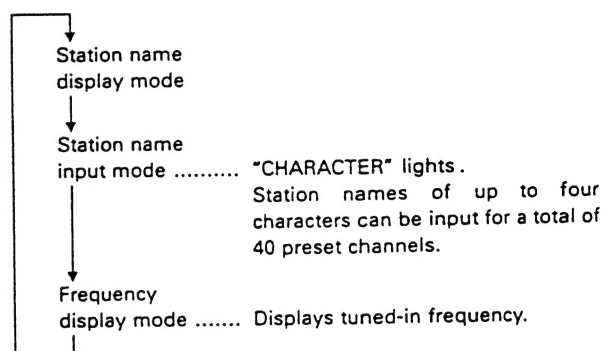 Station name
display mode
Station name
input mode .......... "CHARACTER" lights.
Station names of up to four
characters can be input for a total of
40 preset channels.
Frequency
display mode ....... Displays tuned-in frequency.